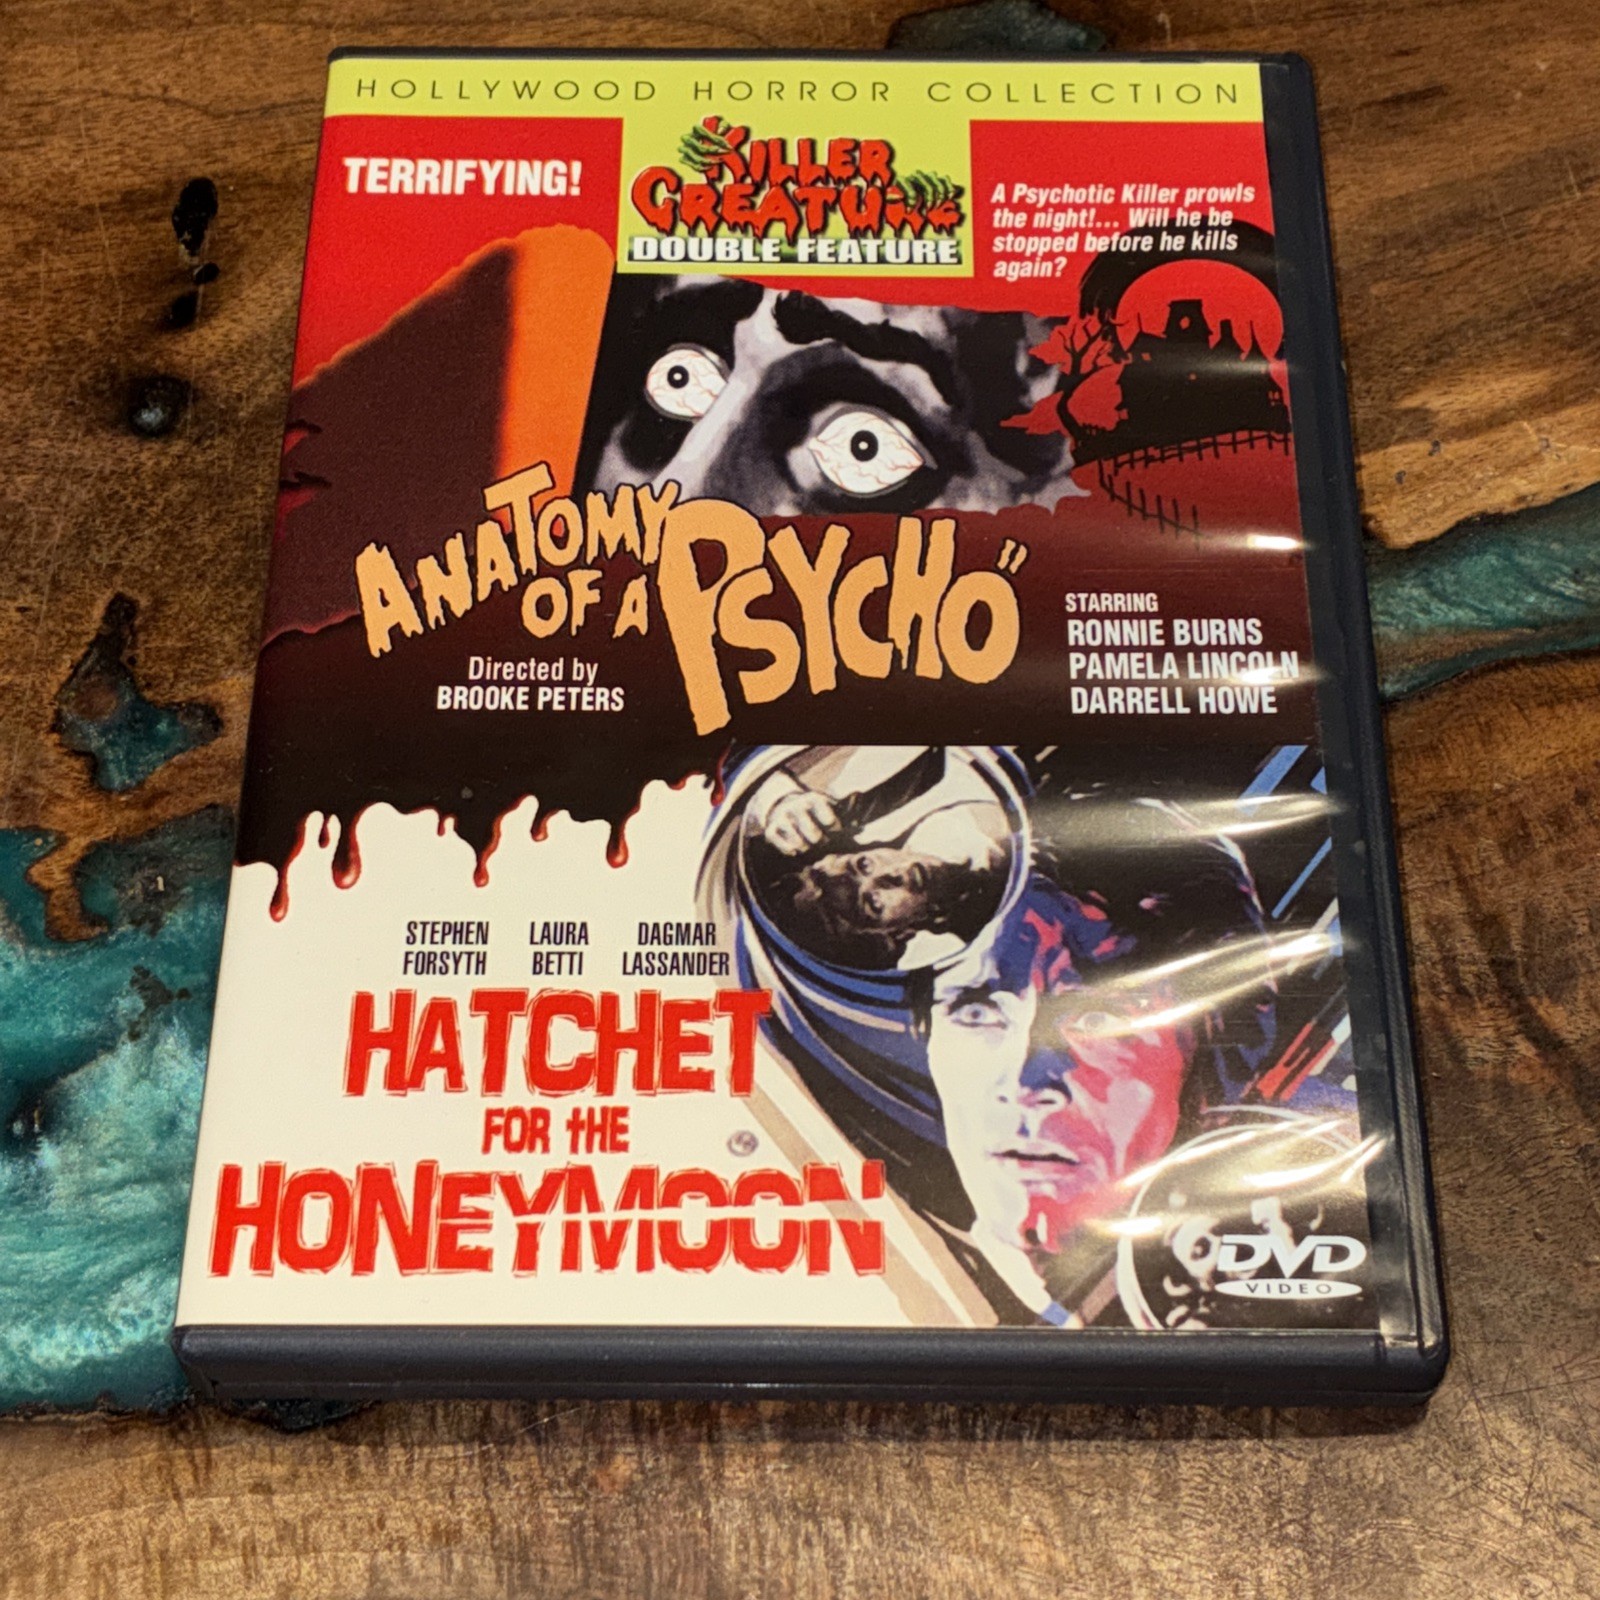 HOLLYWOOD HORROR COLLECTION
TERRIFYING!
KILLER
CREATURE
DOUBLE FEATURE
A Psychotic Killer prowls
the night!... Will he be
stopped before he kills
again?
ANATOMY
OF A PSYCHO"
Directed by
BROOKE PETERS
STARRING
RONNIE BURNS
PAMELA LINCOLN
DARRELL HOWE
STEPHEN FORSYTH
LAURA BETTI
DAGMAR LASSANDER
HATCHET
FOR THE
HONEYMOON
DVD
VIDEO